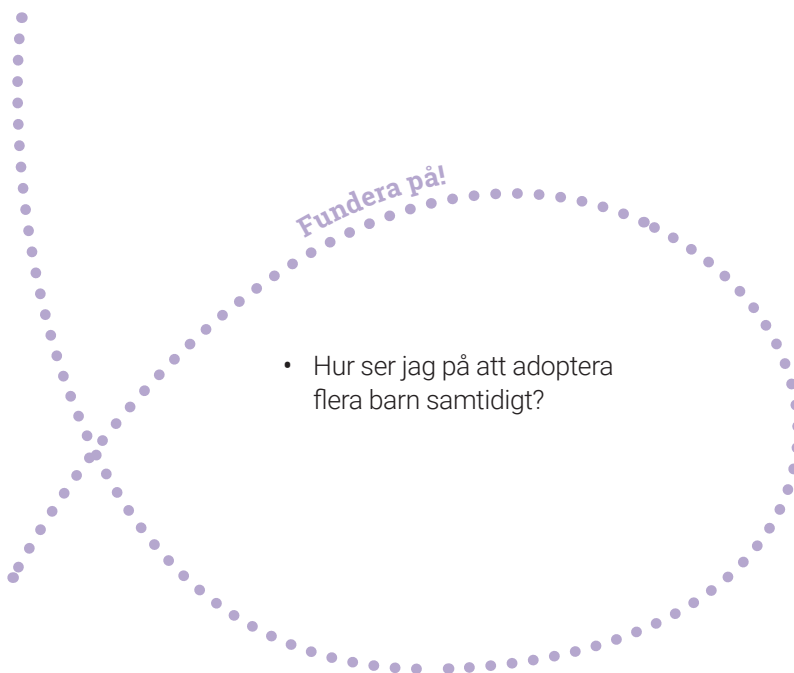 Fundera på!
• Hur ser jag på att adoptera
flera barn samtidigt?